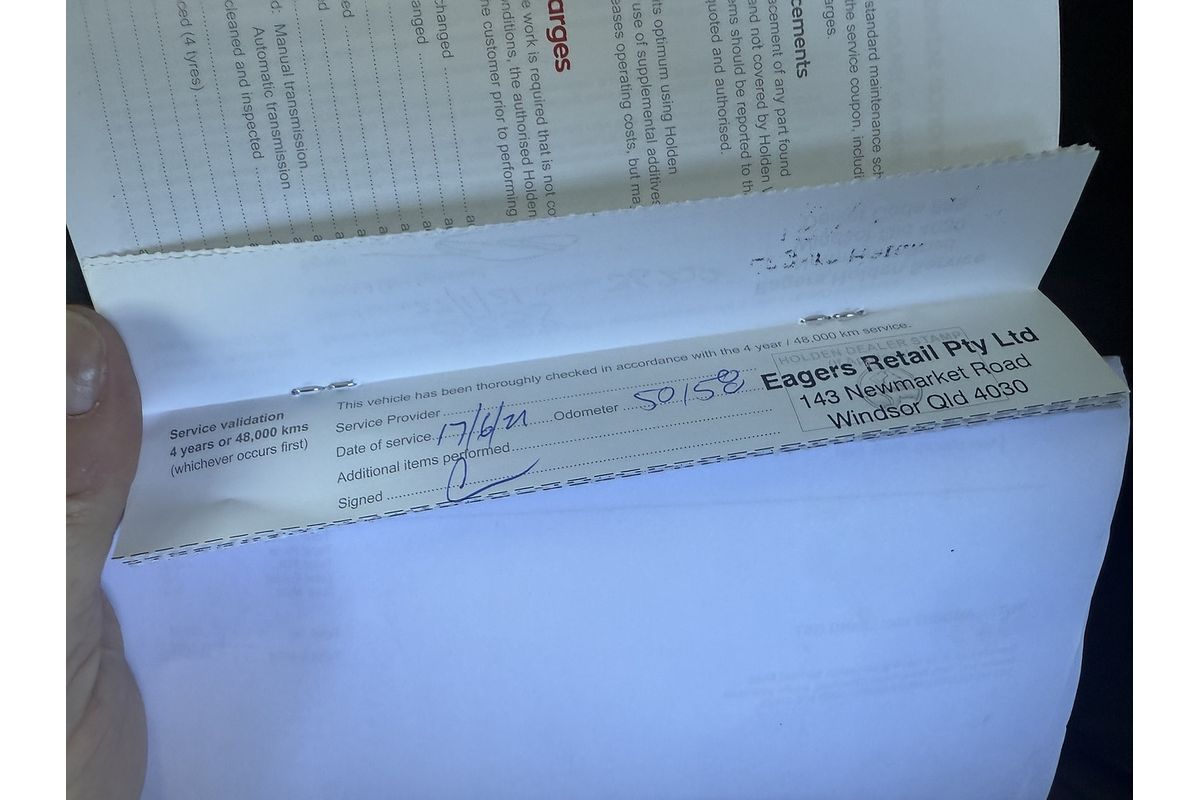 standard maintenance sch
the service coupon, includi
arges.
cements
acement of any part found
and not covered by Holden
ems should be reported to th
quoted and authorised.
its optimum using Holden
use of supplemental additives
eases operating costs, but ma
arges
e work is required that is not co
onditions, the authorised Holden
ne customer prior to performing
changed
anged
d: Manual transmission
Automatic transmission
cleaned and inspected
ced (4 tyres)
Service validation
4 years or 48,000 kms
(whichever occurs first)
This vehicle has been thoroughly checked in accordance with the 4 year / 48,000 km service.
Service Provider
Date of service 17/6/21 Odometer 50158
Additional items performed
Signed
HOLDEN DEALER STAMP
Eagers Retail Pty Ltd
143 Newmarket Road
Windsor Qld 4030